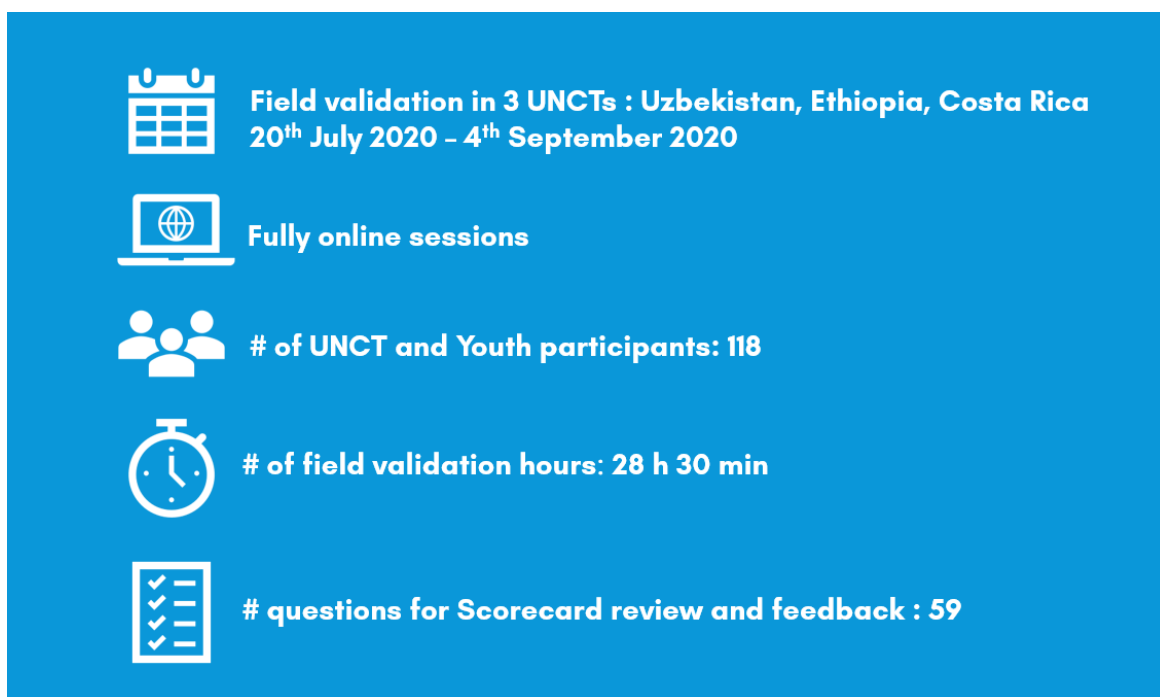 Field validation in 3 UNCTs : Uzbekistan, Ethiopia, Costa Rica
20th July 2020 – 4th September 2020
Fully online sessions
# of UNCT and Youth participants: 118
# of field validation hours: 28 h 30 min
# questions for Scorecard review and feedback : 59